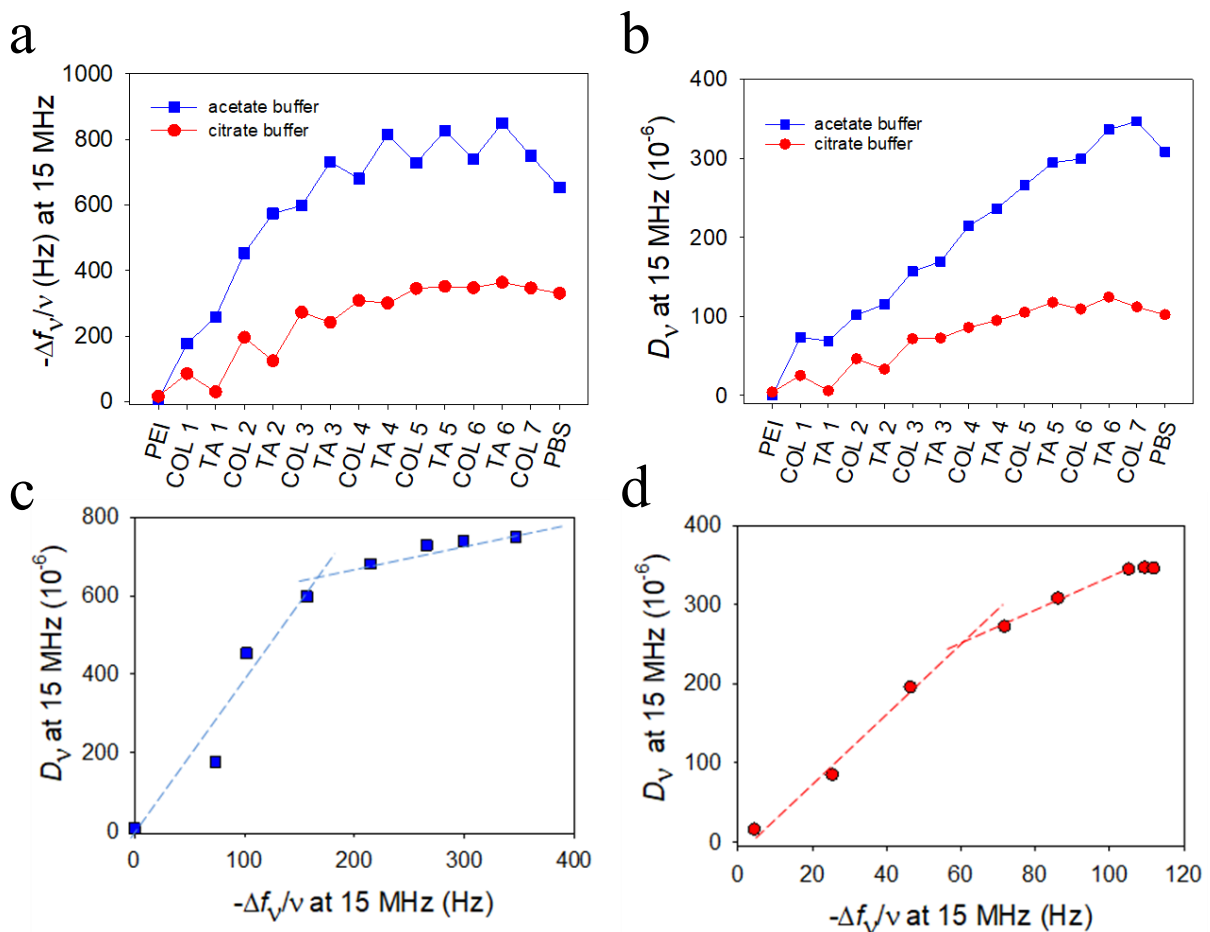 a
-Δfν/ν (Hz) at 15 MHz
1000
800
600
400
200
0
acetate buffer
citrate buffer
PEI
COL 1
TA 1
COL 2
TA 2
COL 3
TA 3
COL 4
TA 4
COL 5
TA 5
COL 6
TA 6
COL 7
PBS
b
Dν at 15 MHz (10⁻⁶)
400
300
200
100
0
acetate buffer
citrate buffer
PEI
COL 1
TA 1
COL 2
TA 2
COL 3
TA 3
COL 4
TA 4
COL 5
TA 5
COL 6
TA 6
COL 7
PBS
c
Dν at 15 MHz (10⁻⁶)
800
600
400
200
0
0 100 200 300 400
-Δfν/ν at 15 MHz (Hz)
d
Dν at 15 MHz (10⁻⁶)
400
300
200
100
0
0 20 40 60 80 100 120
-Δfν/ν at 15 MHz (Hz)